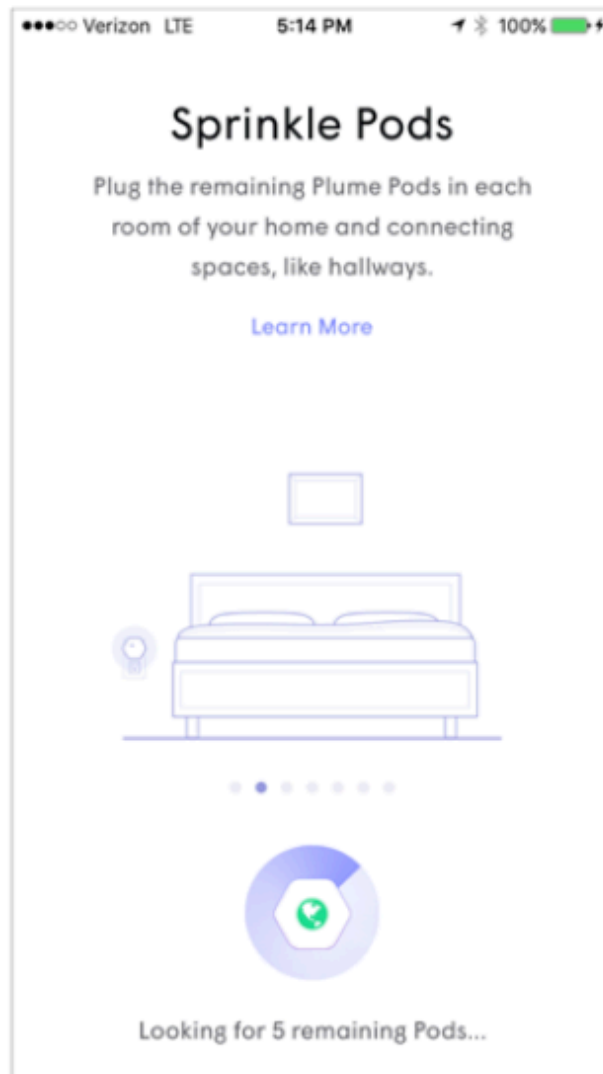 Verizon LTE 5:14 PM 100%
Sprinkle Pods
Plug the remaining Plume Pods in each
room of your home and connecting
spaces, like hallways.
Learn More
Looking for 5 remaining Pods...